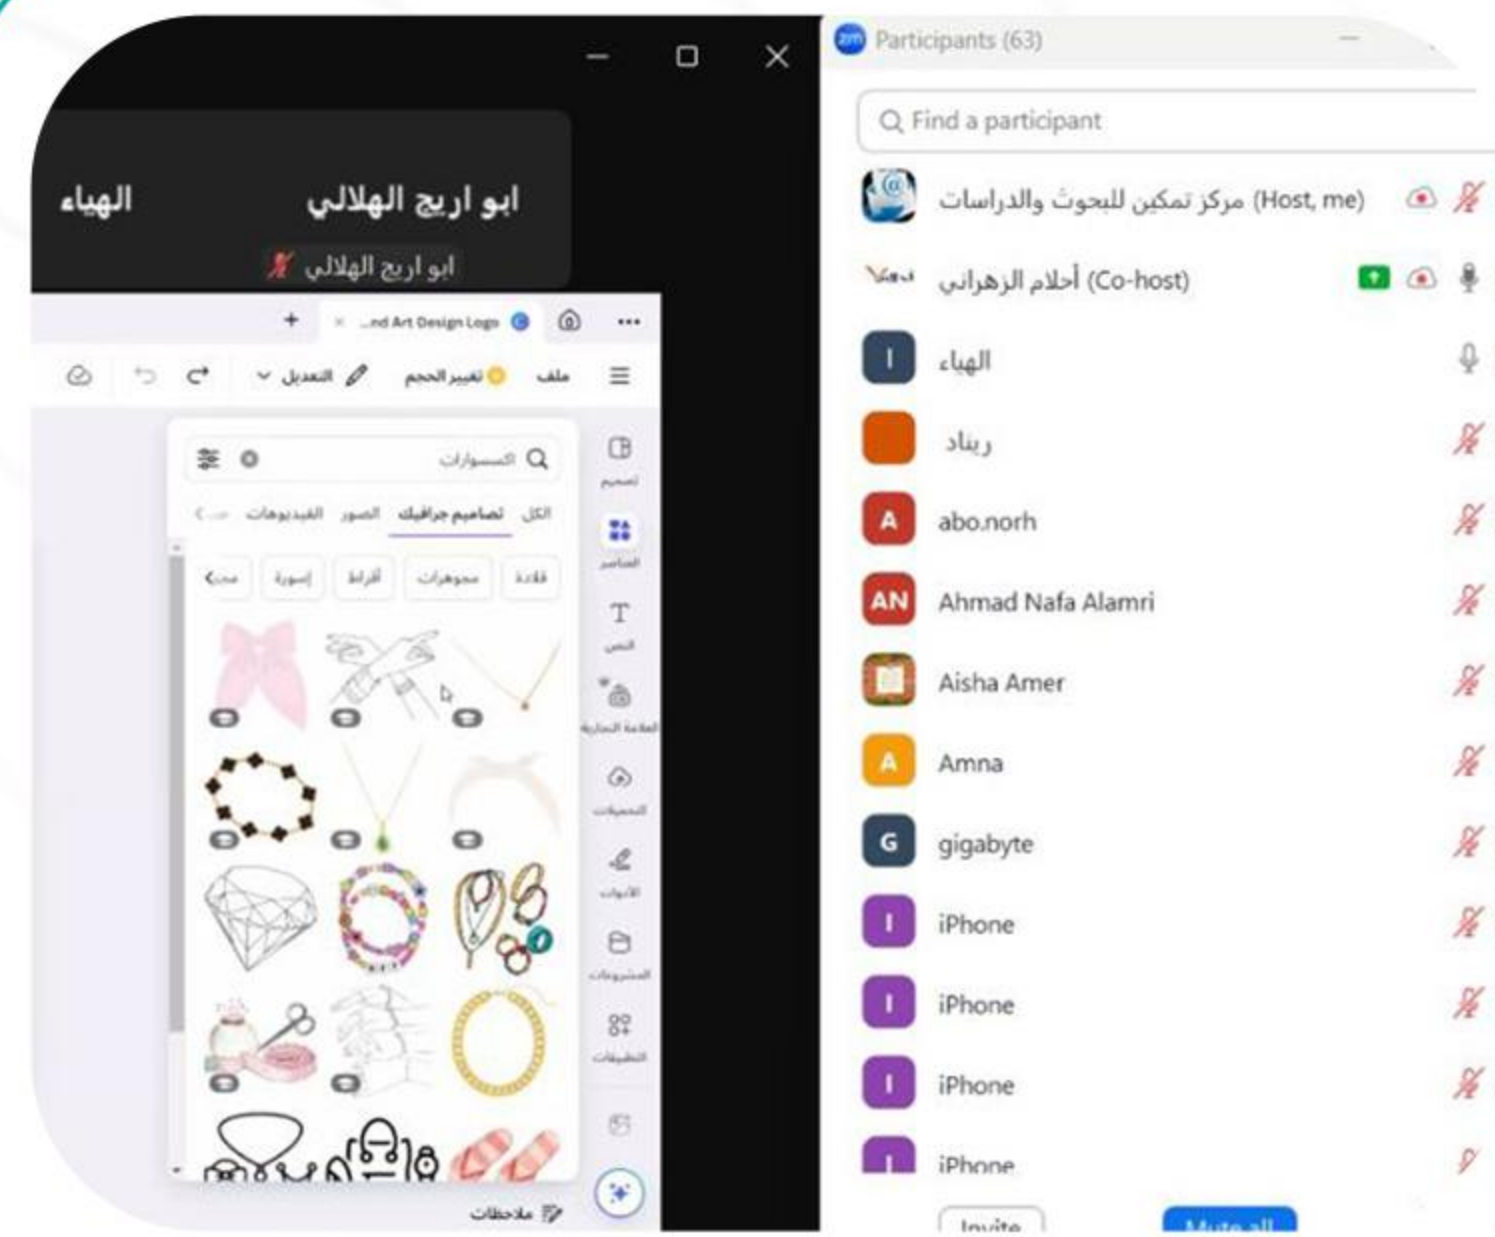 Participants (63)
Find a participant
مركز تمكين للبحوث والدراسات (Host, me)
أحلام الزهراني (Co-host)
الهياء
ريناد
A abo.norh
AN Ahmad Nafa Alamri
Aisha Amer
A Amna
G gigabyte
I iPhone
I iPhone
I iPhone
I iPhone
Invite
Mute all
ابو اريج الهلالي
الهياء
ابو اريج الهلالي
...nd Art Design Logo
ملف
تغيير الحجم
التعديل
اكسسوارات
الكل
تصاميم جرافيك
الصور
الفيديوهات
قلادة
مجوهرات
أقراط
إسورة
تصميم
العناصر
النص
العلامة التجارية
التحميلات
الأدوات
المشروعات
التطبيقات
ملاحظات